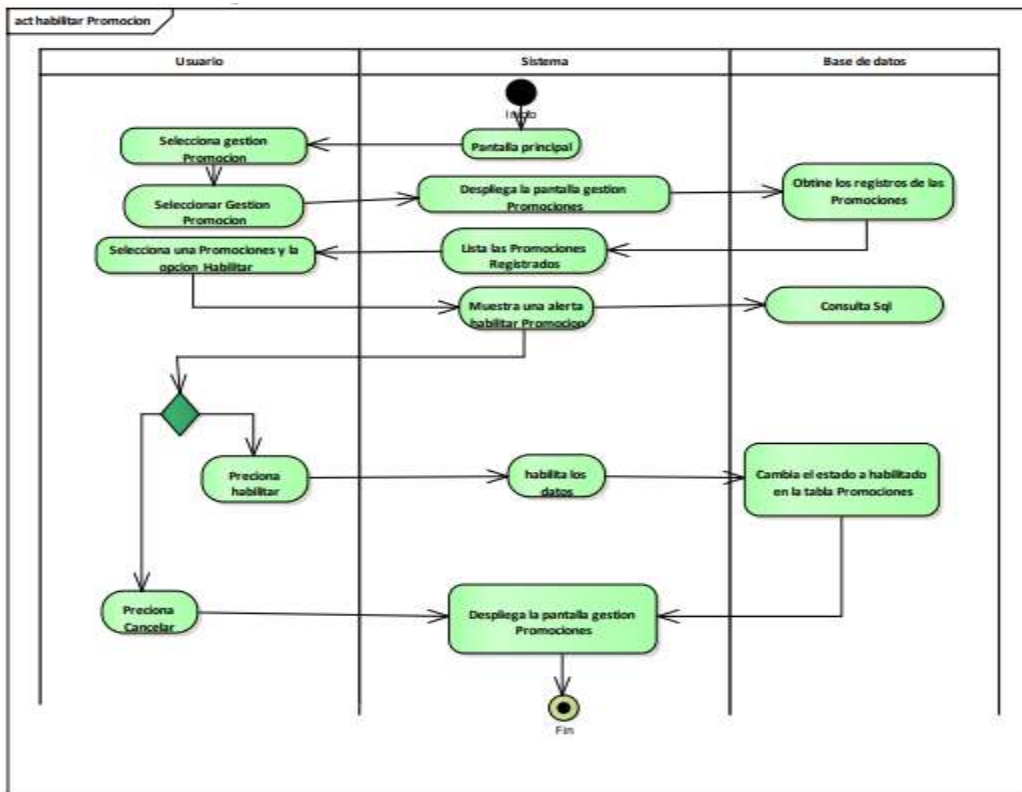 act habilitar Promocion
Usuario
Sistema
Base de datos
Pantalla principal
Selecciona gestion
Promocion
Seleccionar Gestion
Promocion
Despliega la pantalla gestion
Promociones
Obtine los registros de las
Promociones
Lista las Promociones
Registrados
Selecciona una Promociones y la
opcion Habilitar
Muestra una alerta
habilitar Promocion
Consulta Sql
Preciona
habilitar
habilita los
datos
Cambia el estado a habilitado
en la tabla Promociones
Preciona
Cancelar
Despliega la pantalla gestion
Promociones
Fin